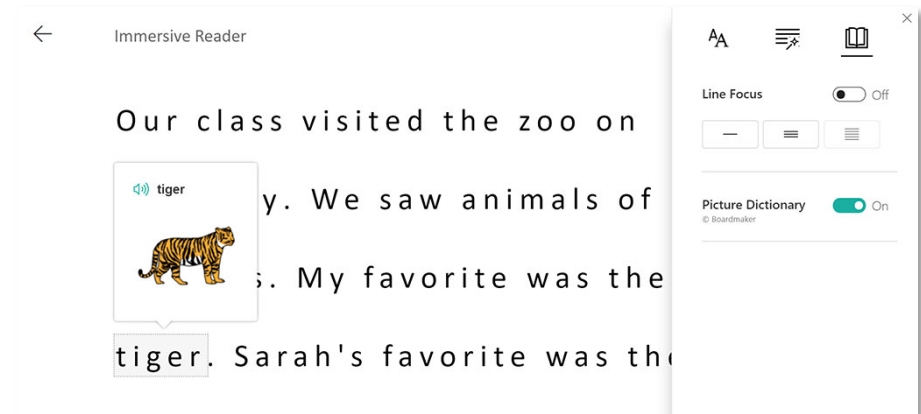 Immersive Reader
Our class visited the zoo on
y. We saw animals of
s. My favorite was the
tiger. Sarah's favorite was the
tiger
Line Focus
Off
Picture Dictionary
On
© Boardmaker